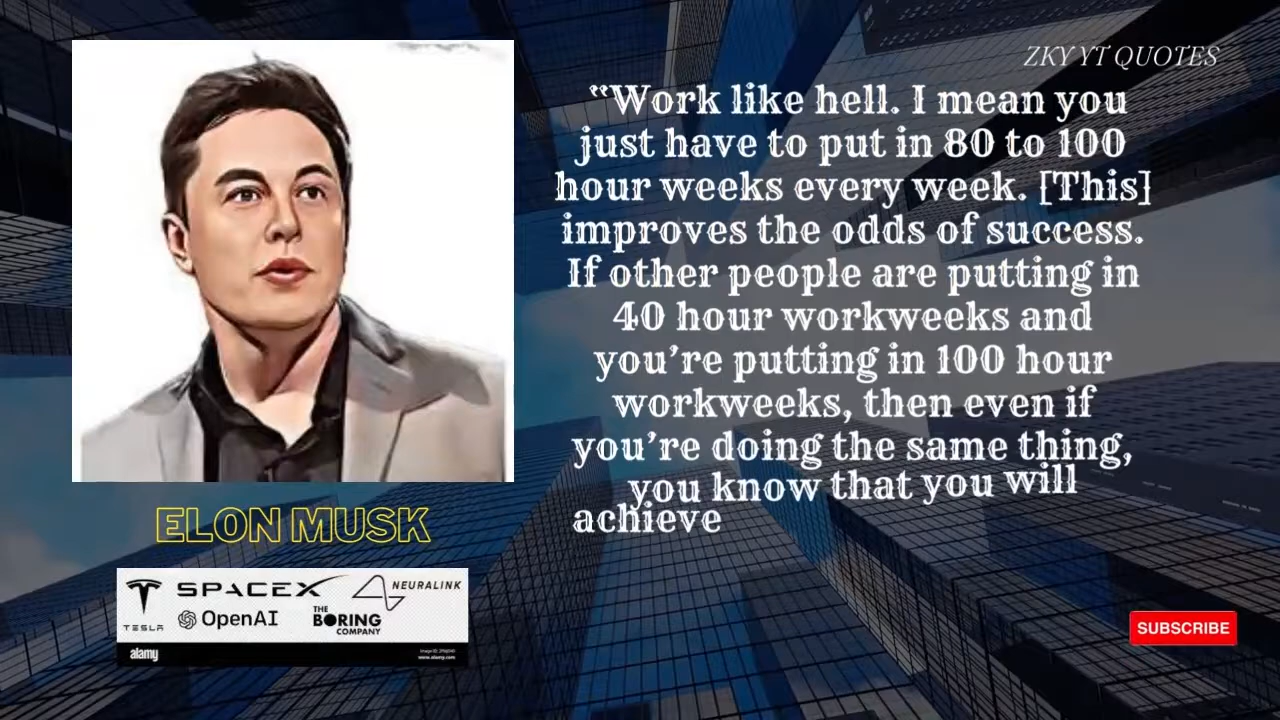 ZKY YT QUOTES
“Work like hell. I mean you
just have to put in 80 to 100
hour weeks every week. [This]
improves the odds of success.
If other people are putting in
40 hour workweeks and
you’re putting in 100 hour
workweeks, then even if
you’re doing the same thing,
you know that you will
achieve
ELON MUSK
SPACEX
NEURALINK
TESLA
OpenAI
THE
BORING
COMPANY
alamy
www.alamy.com
SUBSCRIBE